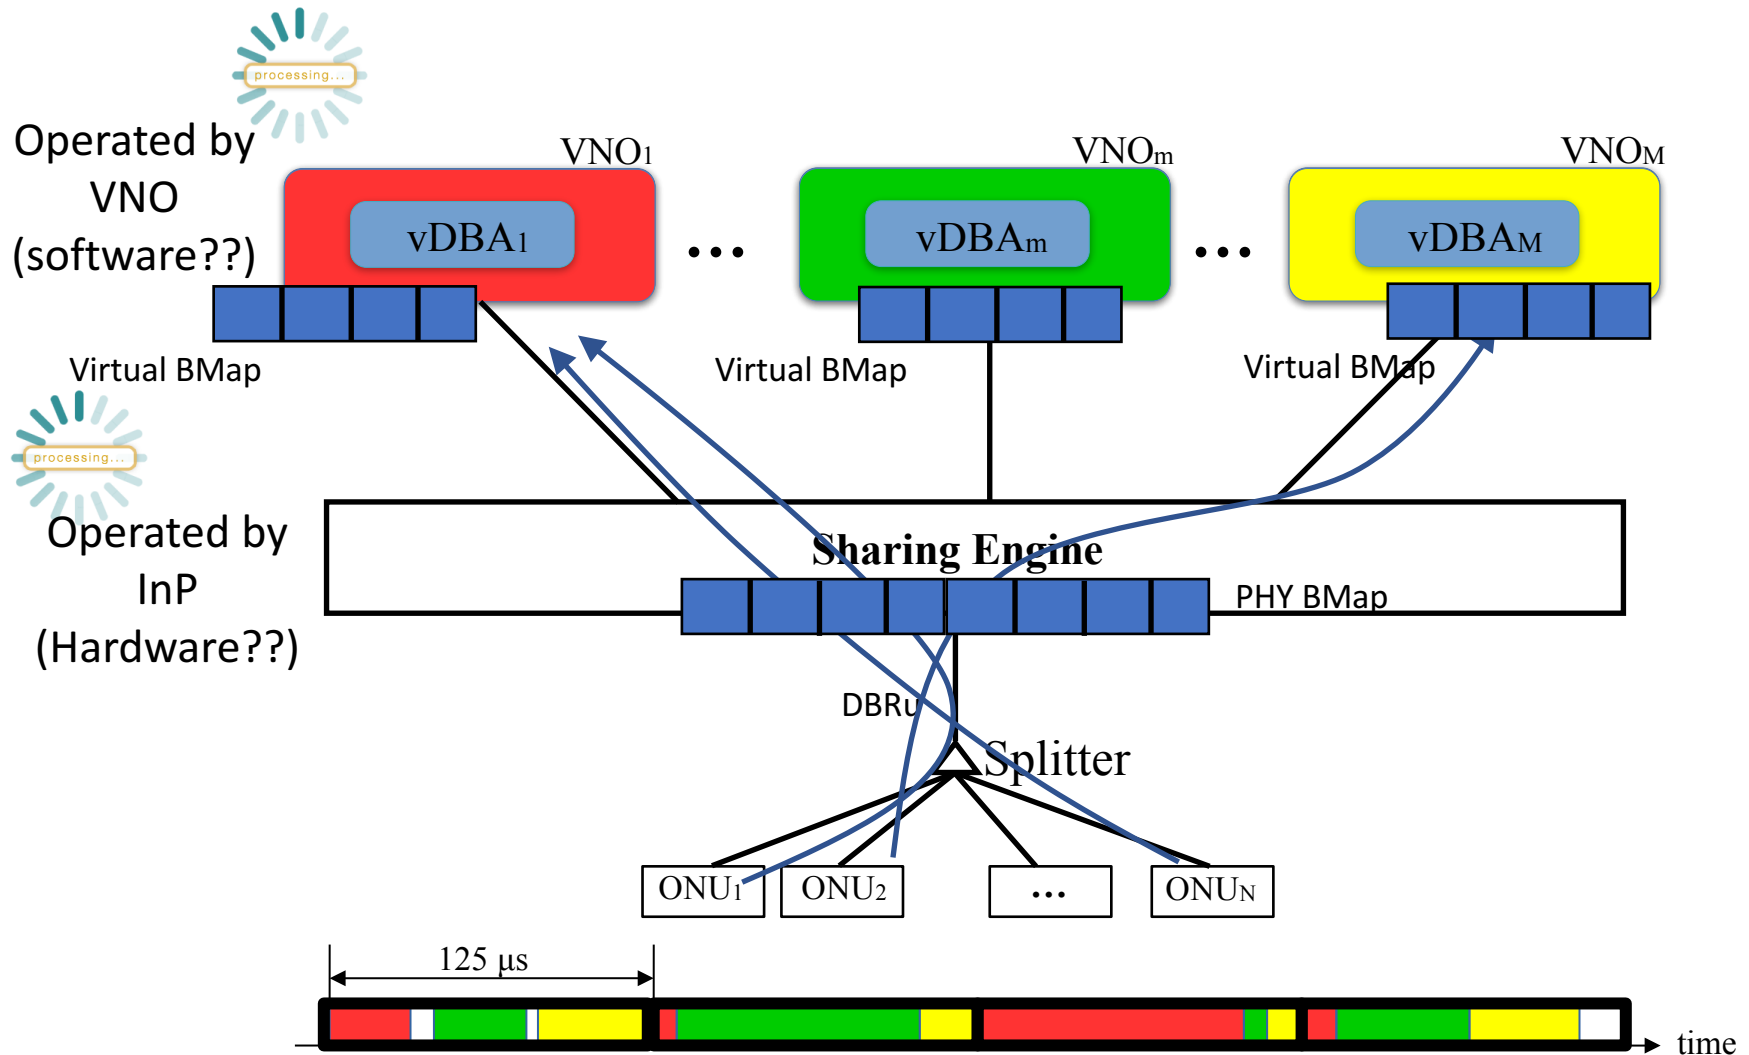 processing...
Operated by
VNO
(software??)
VNO1
VNOm
VNOM
vDBA1
...
vDBAm
...
vDBAM
Virtual BMap
Virtual BMap
Virtual BMap
processing...
Operated by
InP
(Hardware??)
Sharing Engine
PHY BMap
DBRu
Splitter
ONU1
ONU2
...
ONUN
125 μs
time